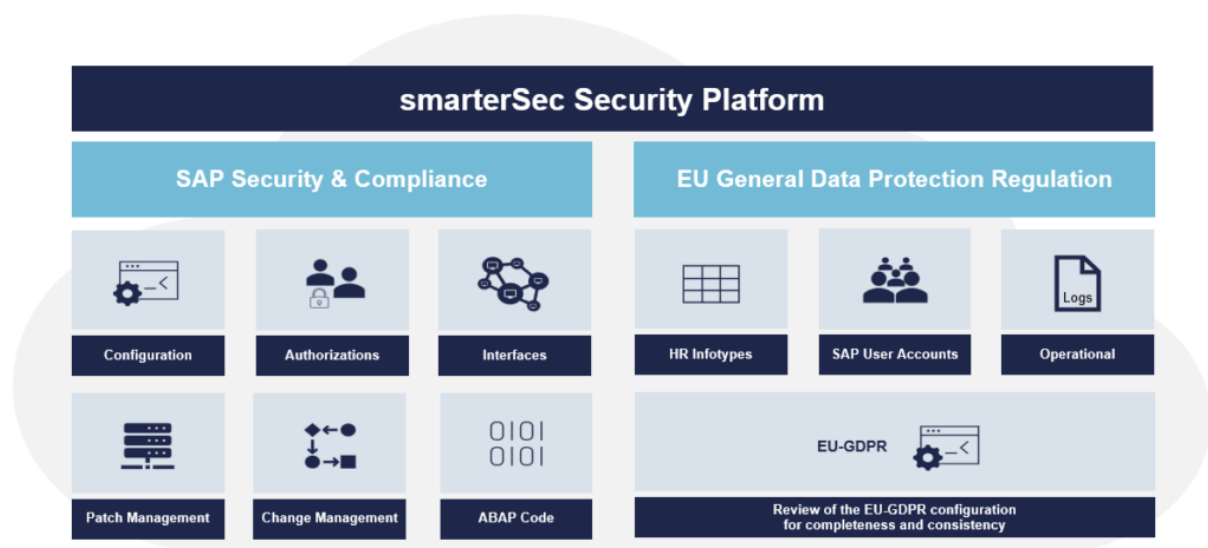 smarterSec Security Platform
SAP Security & Compliance
EU General Data Protection Regulation
Configuration
Authorizations
Interfaces
HR Infotypes
SAP User Accounts
Logs
Operational
Patch Management
Change Management
0101
0101
ABAP Code
EU-GDPR
Review of the EU-GDPR configuration
for completeness and consistency